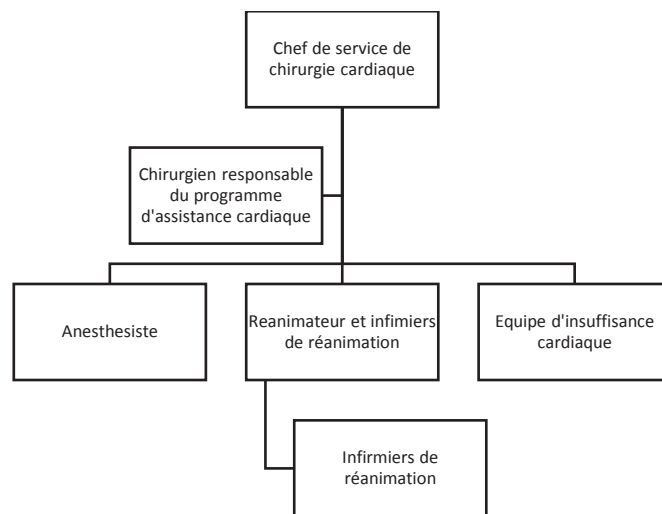 Chef de service de
chirurgie cardiaque
Chirurgien responsable
du programme
d'assistance cardiaque
Anesthesiste
Reanimateur et infimiers
de réanimation
Equipe d'insuffisance
cardiaque
Infirmiers de
réanimation